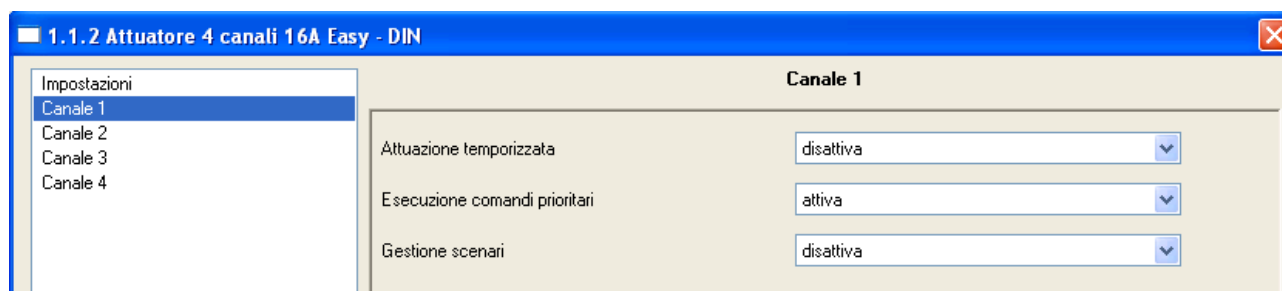 1.1.2 Attuatore 4 canali 16A Easy - DIN
Impostazioni
Canale 1
Canale 2
Canale 3
Canale 4
Canale 1
Attuazione temporizzata
disattiva
Esecuzione comandi prioritari
attiva
Gestione scenari
disattiva